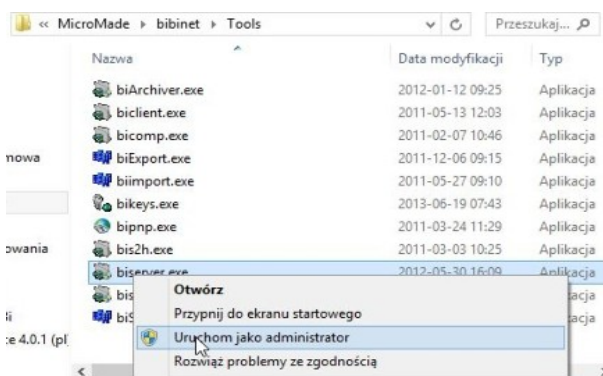 « MicroMade ▸ bibinet ▸ Tools Przeszukaj...
Nazwa Data modyfikacji Typ
biArchiver.exe 2012-01-12 09:25 Aplikacja
biclient.exe 2011-05-13 12:03 Aplikacja
bicomp.exe 2011-02-07 10:46 Aplikacja
nowa biExport.exe 2011-12-06 09:15 Aplikacja
biimport.exe 2011-05-27 09:10 Aplikacja
bikeys.exe 2013-06-19 07:43 Aplikacja
bipnp.exe 2011-03-24 11:29 Aplikacja
owania bis2h.exe 2011-03-03 10:25 Aplikacja
biserver.exe 2012-05-30 16:09 Aplikacja
bis Otwórz acja
biS Przypnij do ekranu startowego acja
:e 4.0.1 (pl Uruchom jako administrator
Rozwiąż problemy ze zgodnością